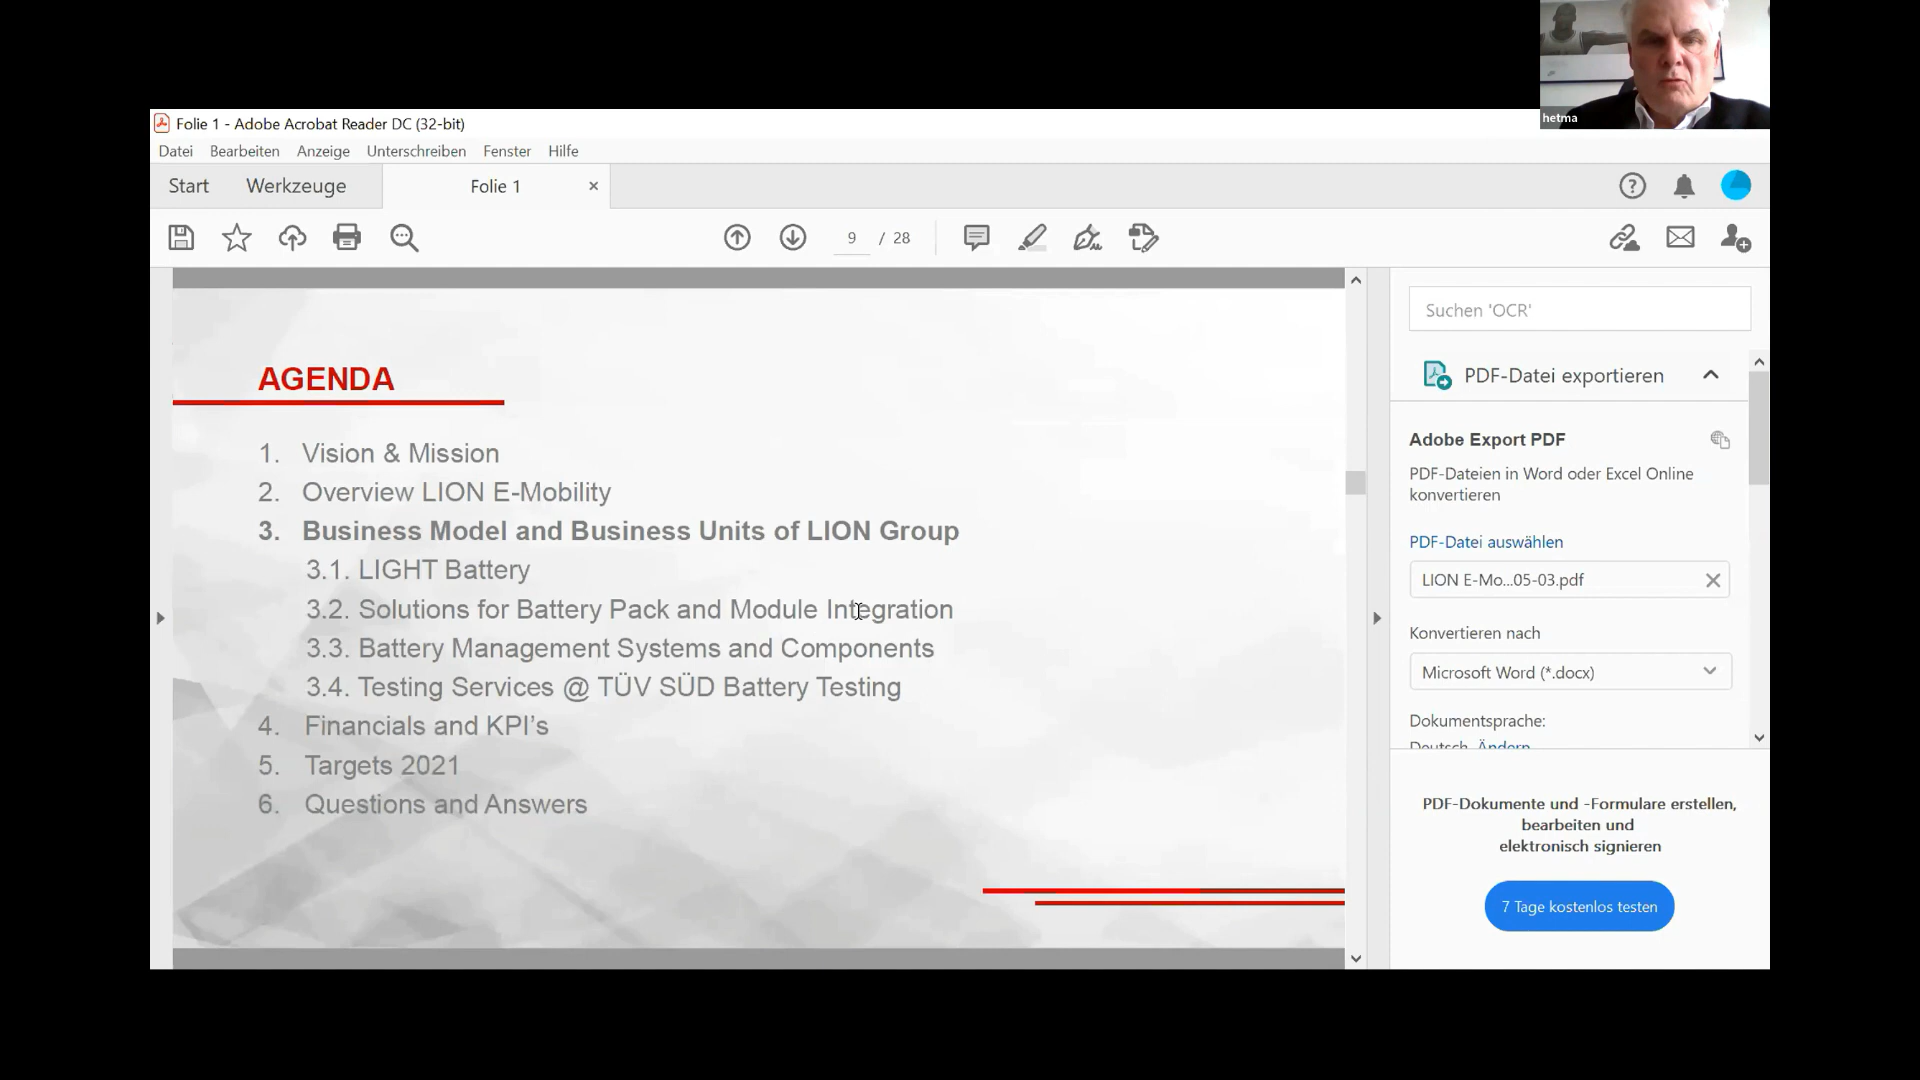 hetma
Folie 1 - Adobe Acrobat Reader DC (32-bit)
Datei Bearbeiten Anzeige Unterschreiben Fenster Hilfe
Start Werkzeuge Folie 1
9 / 28
AGENDA
1. Vision & Mission
2. Overview LION E-Mobility
3. Business Model and Business Units of LION Group
3.1. LIGHT Battery
3.2. Solutions for Battery Pack and Module Integration
3.3. Battery Management Systems and Components
3.4. Testing Services @ TÜV SÜD Battery Testing
4. Financials and KPI’s
5. Targets 2021
6. Questions and Answers
Suchen 'OCR'
PDF-Datei exportieren
Adobe Export PDF
PDF-Dateien in Word oder Excel Online
konvertieren
PDF-Datei auswählen
LION E-Mo...05-03.pdf
Konvertieren nach
Microsoft Word (*.docx)
Dokumentsprache:
Deutsch Ändern
PDF-Dokumente und -Formulare erstellen,
bearbeiten und
elektronisch signieren
7 Tage kostenlos testen